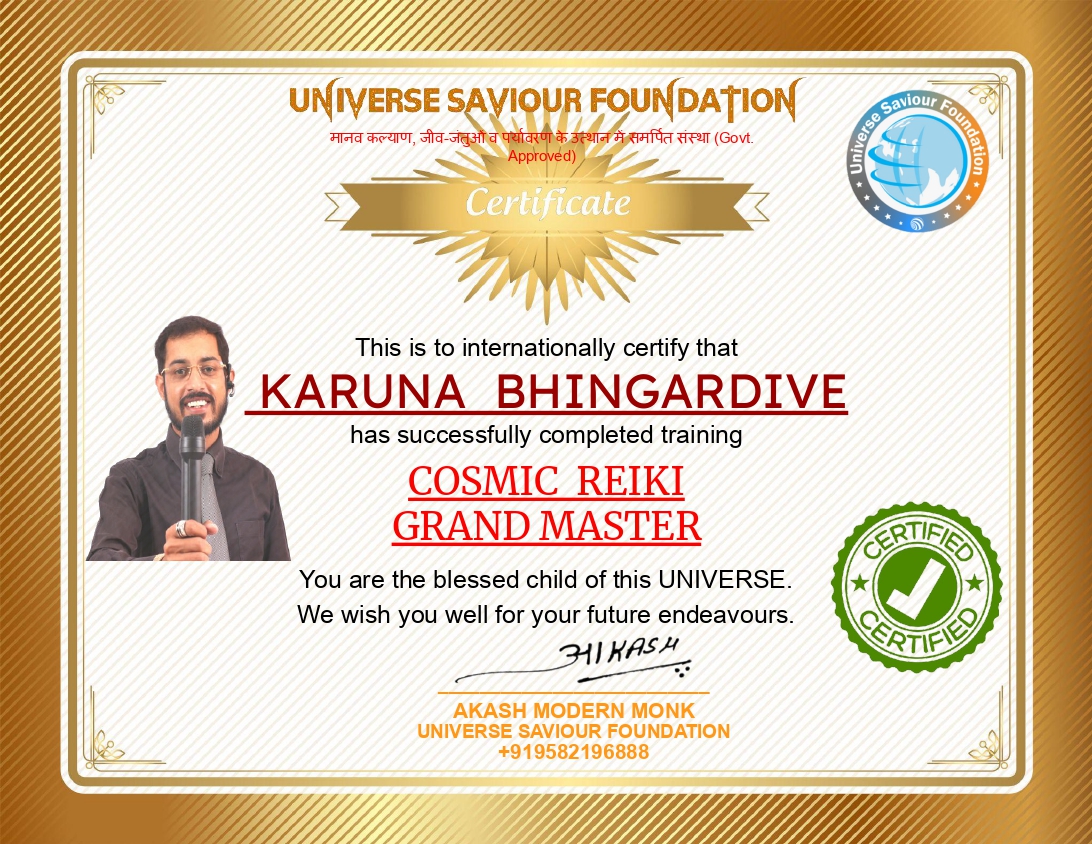 UNIVERSE SAVIOUR FOUNDATION
मानव कल्याण, जीव-जंतुओं व पर्यावरण के उत्थान में समर्पित संस्था (Govt.
Approved)
Certificate
Universe Saviour Foundation
This is to internationally certify that
KARUNA BHINGARDIVE
has successfully completed training
COSMIC REIKI
GRAND MASTER
You are the blessed child of this UNIVERSE.
We wish you well for your future endeavours.
CERTIFIED
CERTIFIED
आकाश
AKASH MODERN MONK
UNIVERSE SAVIOUR FOUNDATION
+919582196888